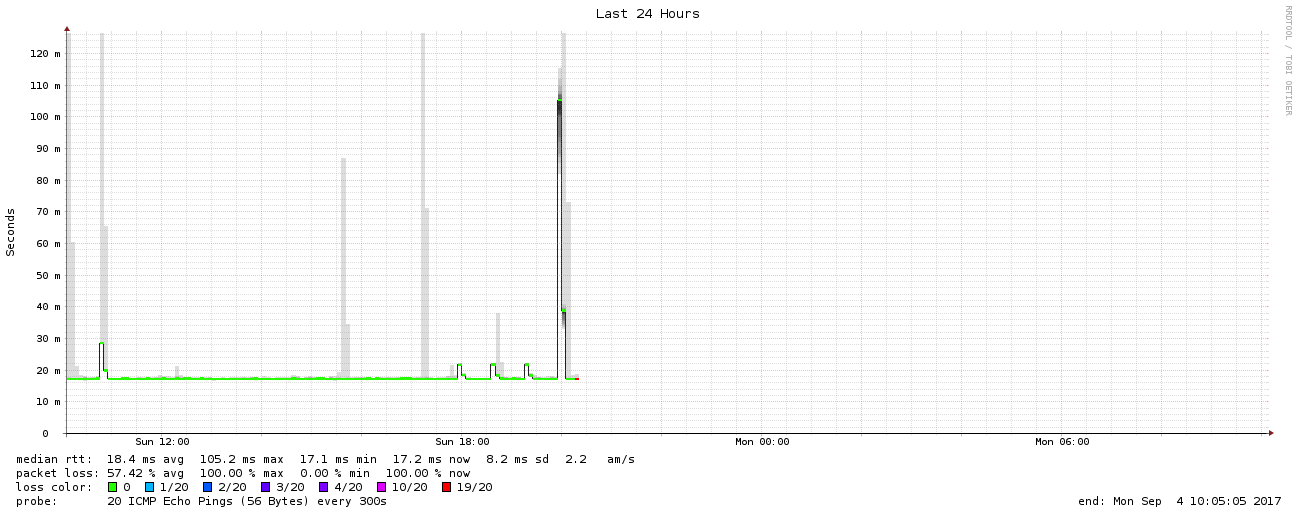 Last 24 Hours
RRDTOOL / TOBI OETIKER
Seconds
120 m
110 m
100 m
90 m
80 m
70 m
60 m
50 m
40 m
30 m
20 m
10 m
0
Sun 12:00 Sun 18:00 Mon 00:00 Mon 06:00
median rtt: 18.4 ms avg 105.2 ms max 17.1 ms min 17.2 ms now 8.2 ms sd 2.2 am/s
packet loss: 57.42 % avg 100.00 % max 0.00 % min 100.00 % now
loss color: 0 1/20 2/20 3/20 4/20 10/20 19/20
probe: 20 ICMP Echo Pings (56 Bytes) every 300s end: Mon Sep 4 10:05:05 2017